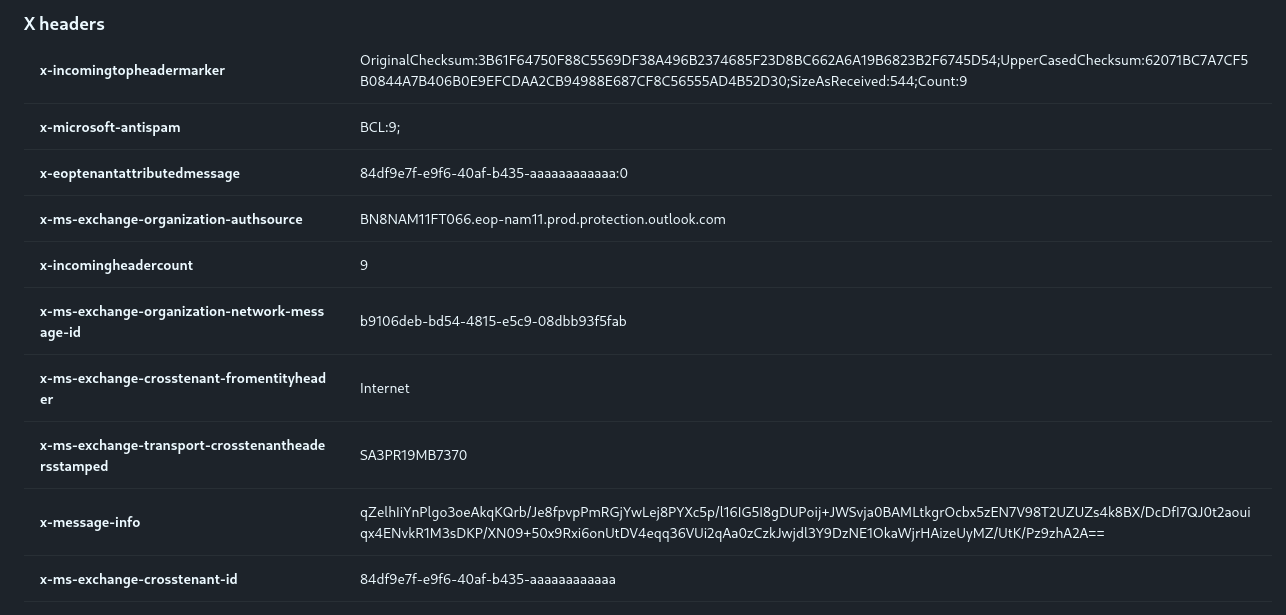 X headers
x-incomingtopheadermarker
OriginalChecksum:3B61F64750F88C5569DF38A496B2374685F23D8BC662A6A19B6823B2F6745D54;UpperCasedChecksum:62071BC7A7CF5
B0844A7B406B0E9EFCDAA2CB94988E687CF8C56555AD4B52D30;SizeAsReceived:544;Count:9
x-microsoft-antispam
BCL:9;
x-eoptenantattributedmessage
84df9e7f-e9f6-40af-b435-aaaaaaaaaaaa:0
x-ms-exchange-organization-authsource
BN8NAM11FT066.eop-nam11.prod.protection.outlook.com
x-incomingheadercount
9
x-ms-exchange-organization-network-mess
age-id
b9106deb-bd54-4815-e5c9-08dbb93f5fab
x-ms-exchange-crosstenant-fromentityhead
er
Internet
x-ms-exchange-transport-crosstenantheade
rsstamped
SA3PR19MB7370
x-message-info
qZelhIiYnPlgo3oeAkqKQrb/Je8fpvpPmRGjYwLej8PYXc5p/l16IG5I8gDUPoij+JWSvja0BAMLtkgrOcbx5zEN7V98T2UZUZs4k8BX/DcDfI7QJ0t2aoui
qx4ENvkR1M3sDKP/XN09+50x9Rxi6onUtDV4eqq36VUi2qAa0zCzkJwjdl3Y9DzNE1OkaWjrHAizeUyMZ/UtK/Pz9zhA2A==
x-ms-exchange-crosstenant-id
84df9e7f-e9f6-40af-b435-aaaaaaaaaaaa